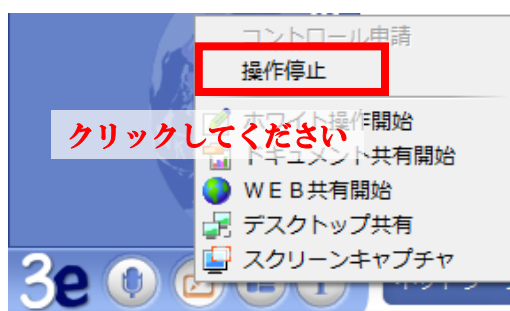 コントロール申請
操作停止
ホワイト操作開始
クリックしてください
ドキュメント共有開始
WEB共有開始
デスクトップ共有
スクリーンキャプチャ
3e